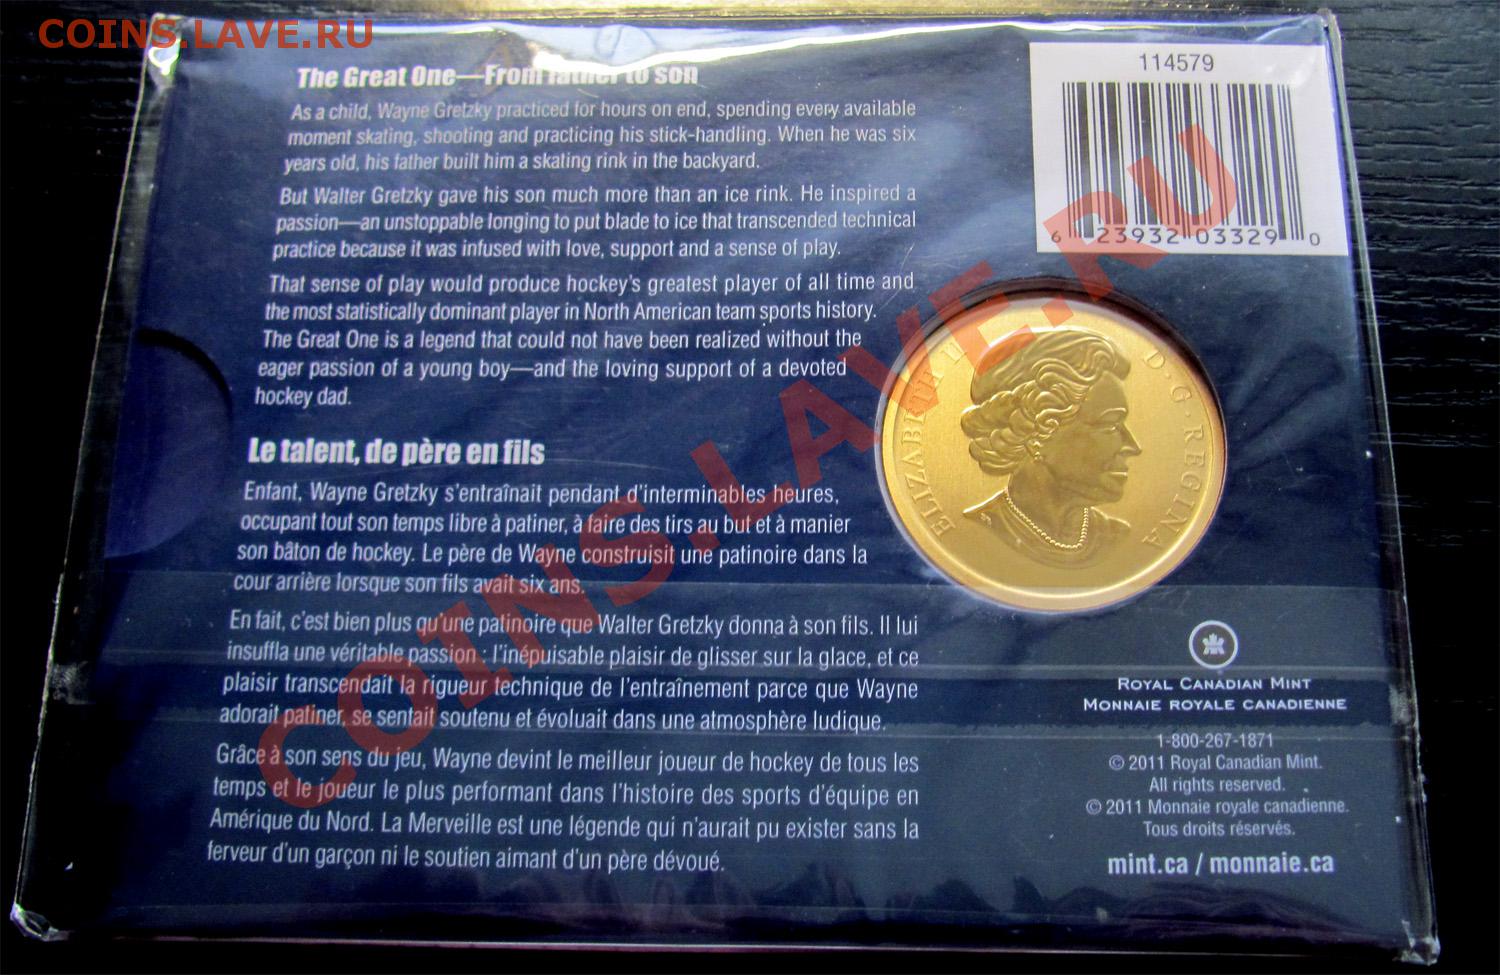 COINS.LAVE.RU
The Great One—From father to son
As a child, Wayne Gretzky practiced for hours on end, spending every available
moment skating, shooting and practicing his stick-handling. When he was six
years old, his father built him a skating rink in the backyard.
But Walter Gretzky gave his son much more than an ice rink. He inspired a
passion—an unstoppable longing to put blade to ice that transcended technical
practice because it was infused with love, support and a sense of play.
That sense of play would produce hockey's greatest player of all time and
the most statistically dominant player in North American team sports history.
The Great One is a legend that could not have been realized without the
eager passion of a young boy—and the loving support of a devoted
hockey dad.
Le talent, de père en fils
Enfant, Wayne Gretzky s'entraînait pendant d'interminables heures,
occupant tout son temps libre à patiner, à faire des tirs au but et à manier
son bâton de hockey. Le père de Wayne construisit une patinoire dans la
cour arrière lorsque son fils avait six ans.
En fait, c'est bien plus qu'une patinoire que Walter Gretzky donna à son fils. Il lui
insuffla une véritable passion : l'inépuisable plaisir de glisser sur la glace, et ce
plaisir transcendait la rigueur technique de l'entraînement parce que Wayne
adorait patiner, se sentait soutenu et évoluait dans une atmosphère ludique.
Grâce à son sens du jeu, Wayne devint le meilleur joueur de hockey de tous les
temps et le joueur le plus performant dans l'histoire des sports d'équipe en
Amérique du Nord. La Merveille est une légende qui n'aurait pu exister sans la
ferveur d'un garçon ni le soutien aimant d'un père dévoué.
114579
6 23932 03329 0
ELIZABETH II D·G·REGINA
ROYAL CANADIAN MINT
MONNAIE ROYALE CANADIENNE
1-800-267-1871
© 2011 Royal Canadian Mint.
All rights reserved.
© 2011 Monnaie royale canadienne.
Tous droits réservés.
mint.ca / monnaie.ca
COINS.LAVE.RU